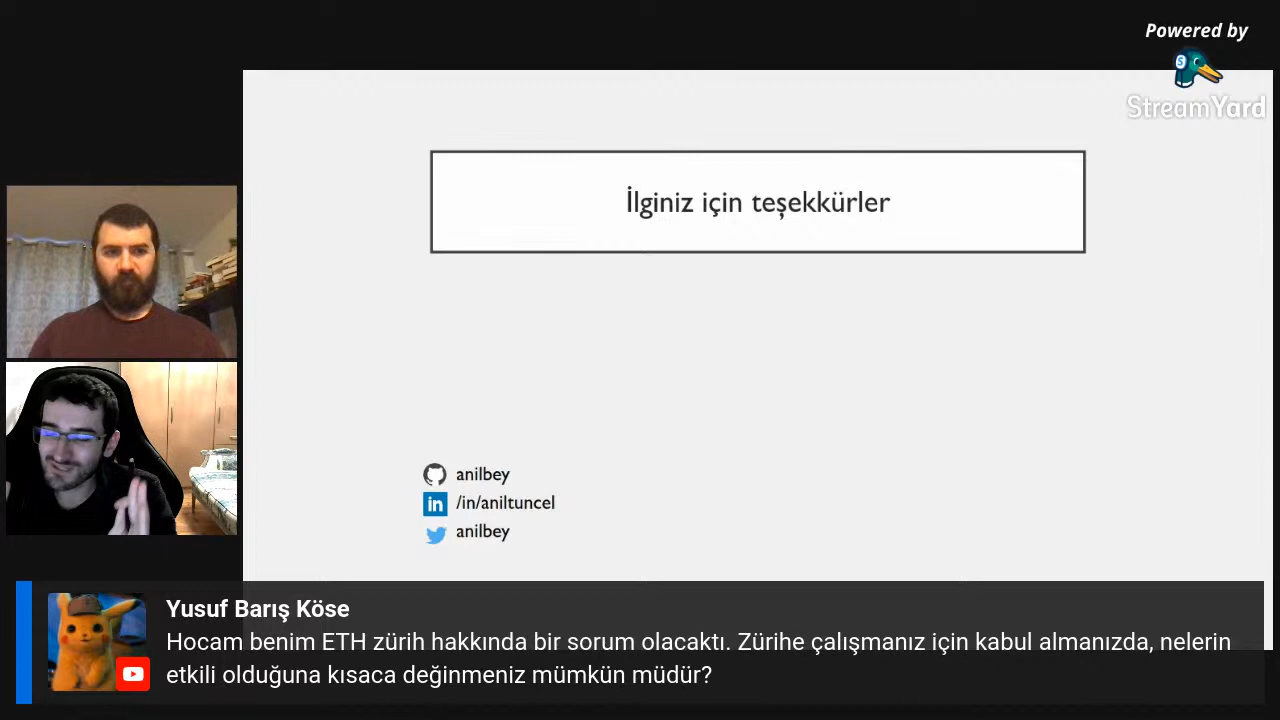 Powered by
StreamYard
İlginiz için teşekkürler
anilbey
in /in/aniltuncel
anilbey
Yusuf Barış Köse
Hocam benim ETH zürih hakkında bir sorum olacaktı. Zürihe çalışmanız için kabul almanızda, nelerin
etkili olduğuna kısaca değinmeniz mümkün müdür?